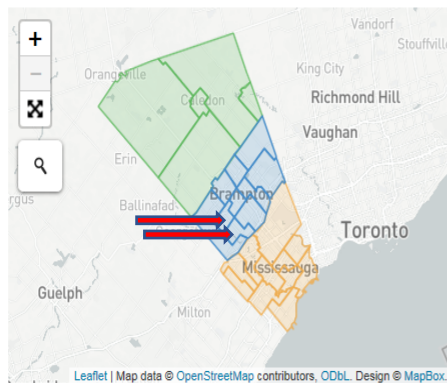 Vandorf
+
Stouffville
−
Orangeville
King City
Caledon
Richmond Hill
Vaughan
Erin
Ballinafad
Brampton
Toronto
Mississauga
Guelph
Milton
Leaflet | Map data © OpenStreetMap contributors, ODbL. Design © MapBox.